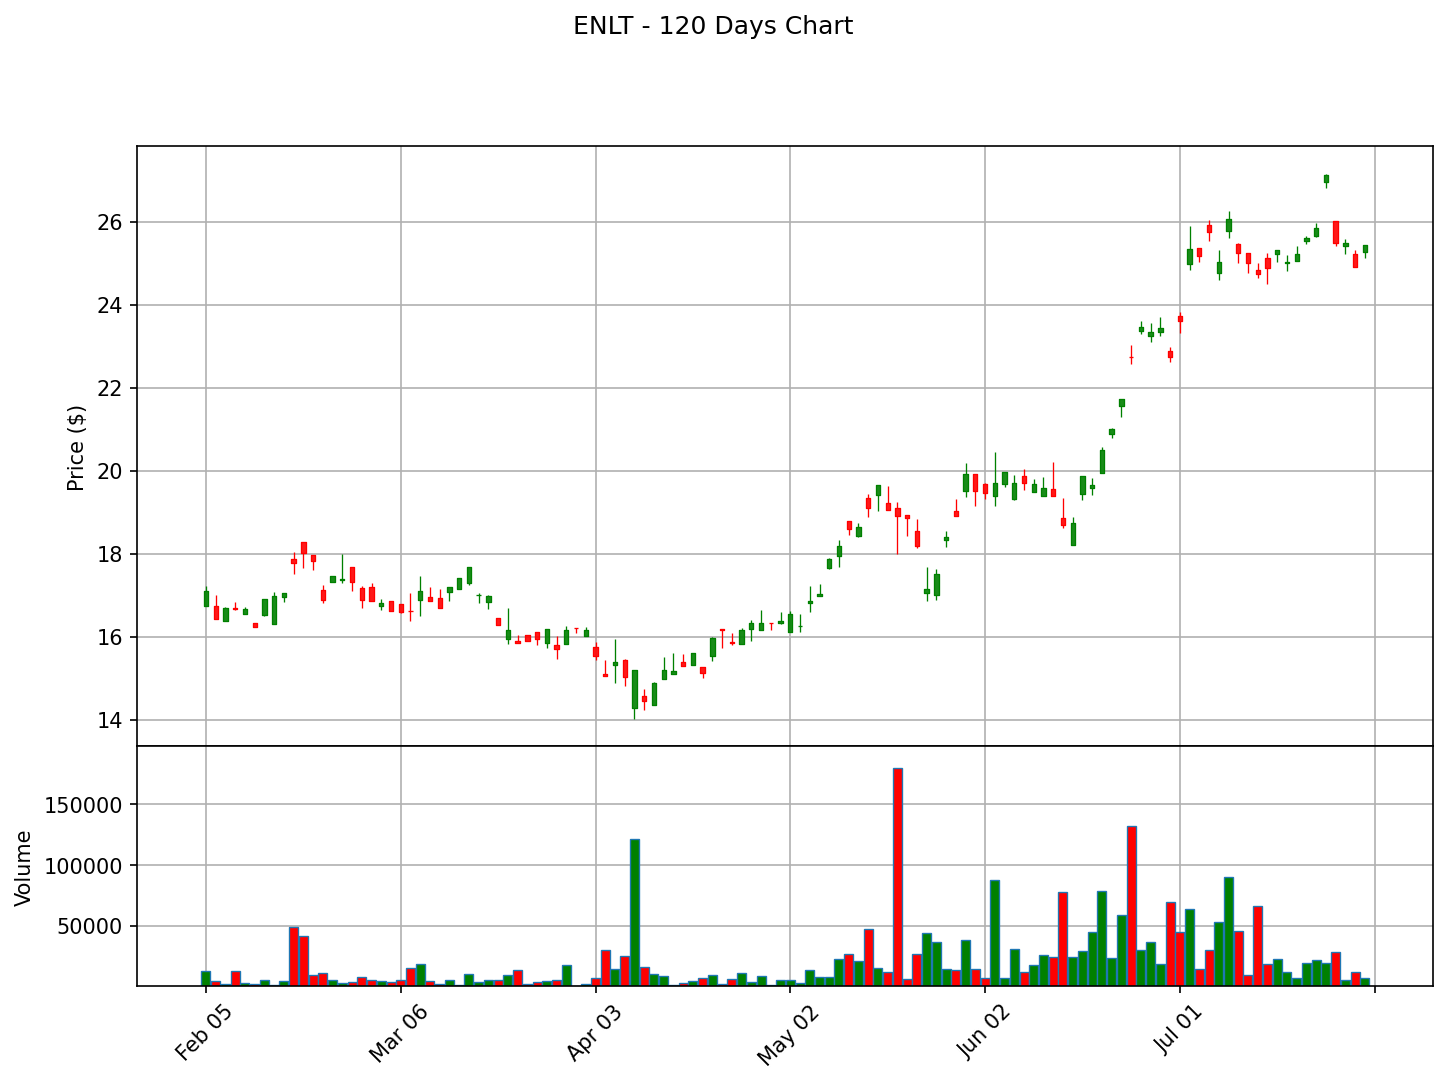 ENLT - 120 Days Chart
Price ($)
26
24
22
20
18
16
14
Volume
150000
100000
50000
Feb 05
Mar 06
Apr 03
May 02
Jun 02
Jul 01